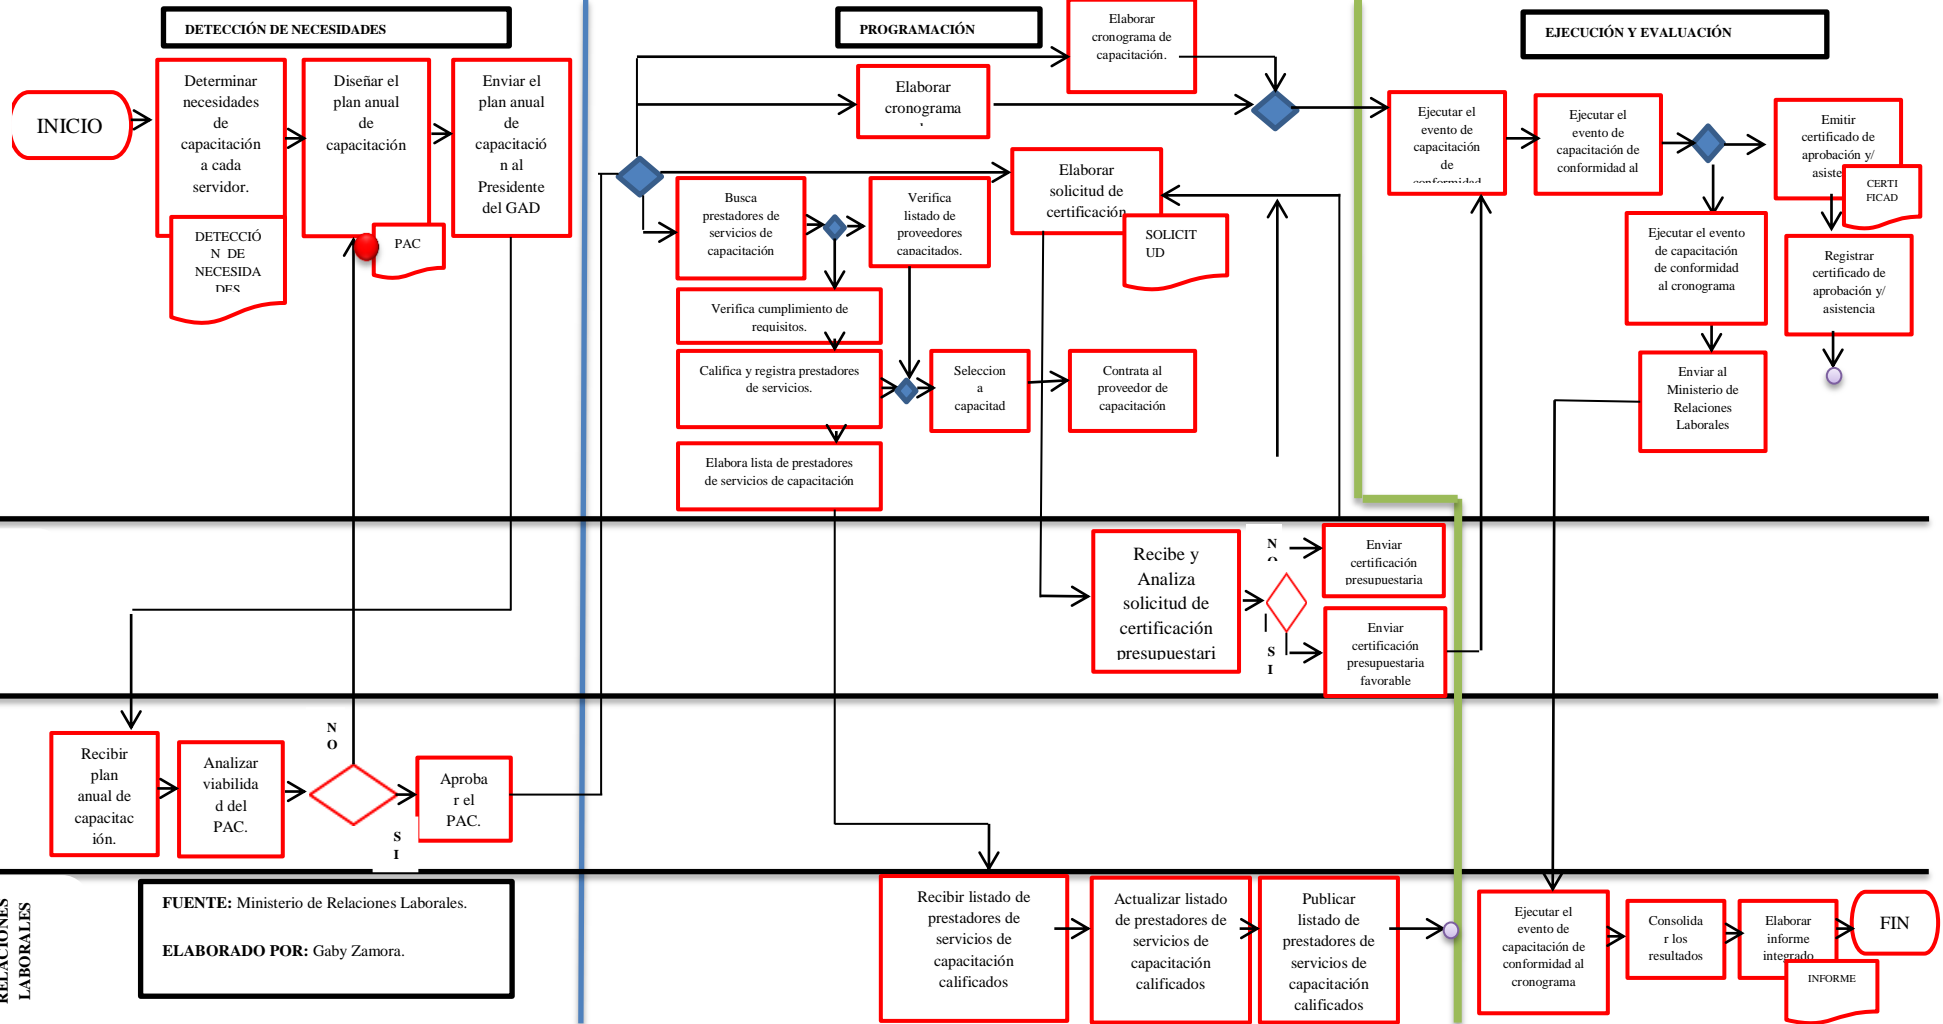 DETECCIÓN DE NECESIDADES
PROGRAMACIÓN
EJECUCIÓN Y EVALUACIÓN
INICIO
Determinar
necesidades
de
capacitación
a cada
servidor.
DETECCIÓ
N DE
NECESIDA
DES
Diseñar el
plan anual
de
capacitación
PAC
Enviar el
plan anual
de
capacitació
n al
Presidente
del GAD
Elaborar
cronograma de
capacitación.
Elaborar
cronograma
Elaborar
solicitud de
certificación
SOLICIT
UD
Busca
prestadores de
servicios de
capacitación
Verifica
listado de
proveedores
capacitados.
Verifica cumplimiento de
requisitos.
Califica y registra prestadores
de servicios.
Seleccion
a
capacitad
Contrata al
proveedor de
capacitación
Elabora lista de prestadores
de servicios de capacitación
Ejecutar el
evento de
capacitación
de
conformidad
Ejecutar el
evento de
capacitación de
conformidad al
Emitir
certificado de
aprobación y/
asiste
CERTI
FICAD
Ejecutar el evento
de capacitación
de conformidad
al cronograma
Registrar
certificado de
aprobación y/
asistencia
Enviar al
Ministerio de
Relaciones
Laborales
Recibe y
Analiza
solicitud de
certificación
presupuestari
N
O
Enviar
certificación
presupuestaria
S
I
Enviar
certificación
presupuestaria
favorable
Recibir
plan
anual de
capacitac
ión.
Analizar
viabilida
d del
PAC.
N
O
S
I
Aproba
r el
PAC.
RELACIONES
LABORALES
FUENTE: Ministerio de Relaciones Laborales.
ELABORADO POR: Gaby Zamora.
Recibir listado de
prestadores de
servicios de
capacitación
calificados
Actualizar listado
de prestadores de
servicios de
capacitación
calificados
Publicar
listado de
prestadores de
servicios de
capacitación
calificados
Ejecutar el
evento de
capacitación de
conformidad al
cronograma
Consolida
r los
resultados
Elaborar
informe
integrado
INFORME
FIN